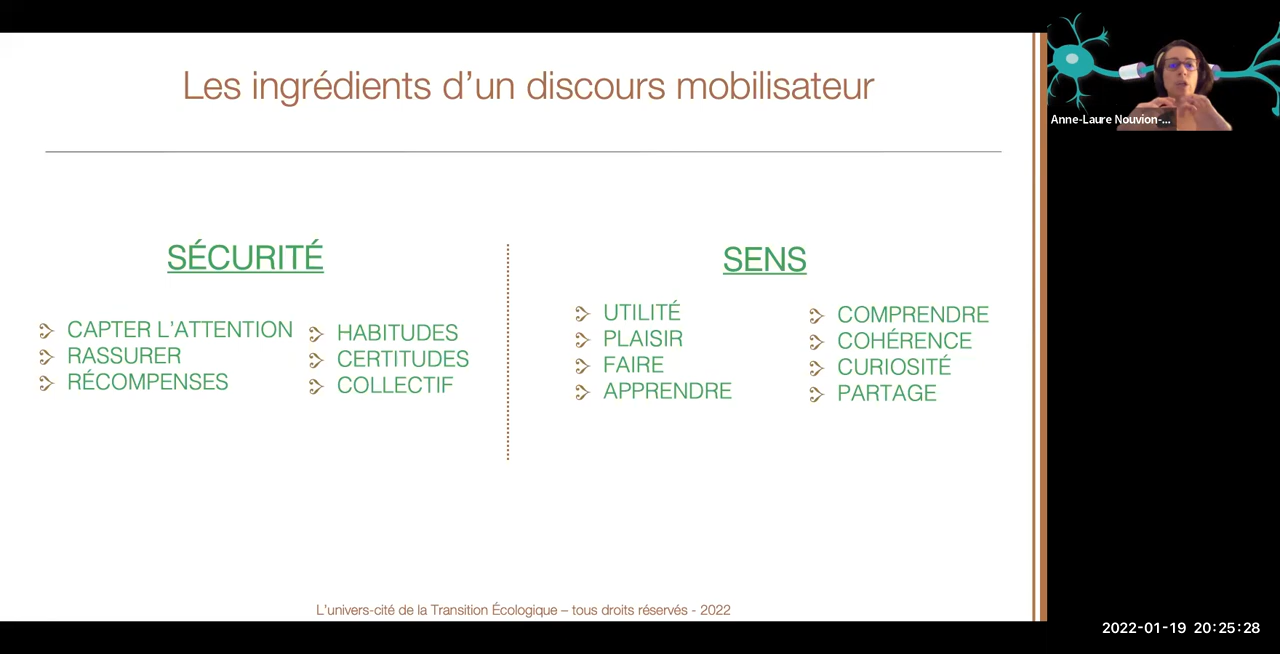 Les ingrédients d'un discours mobilisateur
Anne-Laure Nouvion-...
SÉCURITÉ
CAPTER L'ATTENTION
RASSURER
RÉCOMPENSES
HABITUDES
CERTITUDES
COLLECTIF
SENS
UTILITÉ
PLAISIR
FAIRE
APPRENDRE
COMPRENDRE
COHÉRENCE
CURIOSITÉ
PARTAGE
L'univers-cité de la Transition Écologique – tous droits réservés - 2022
2022-01-19 20:25:28